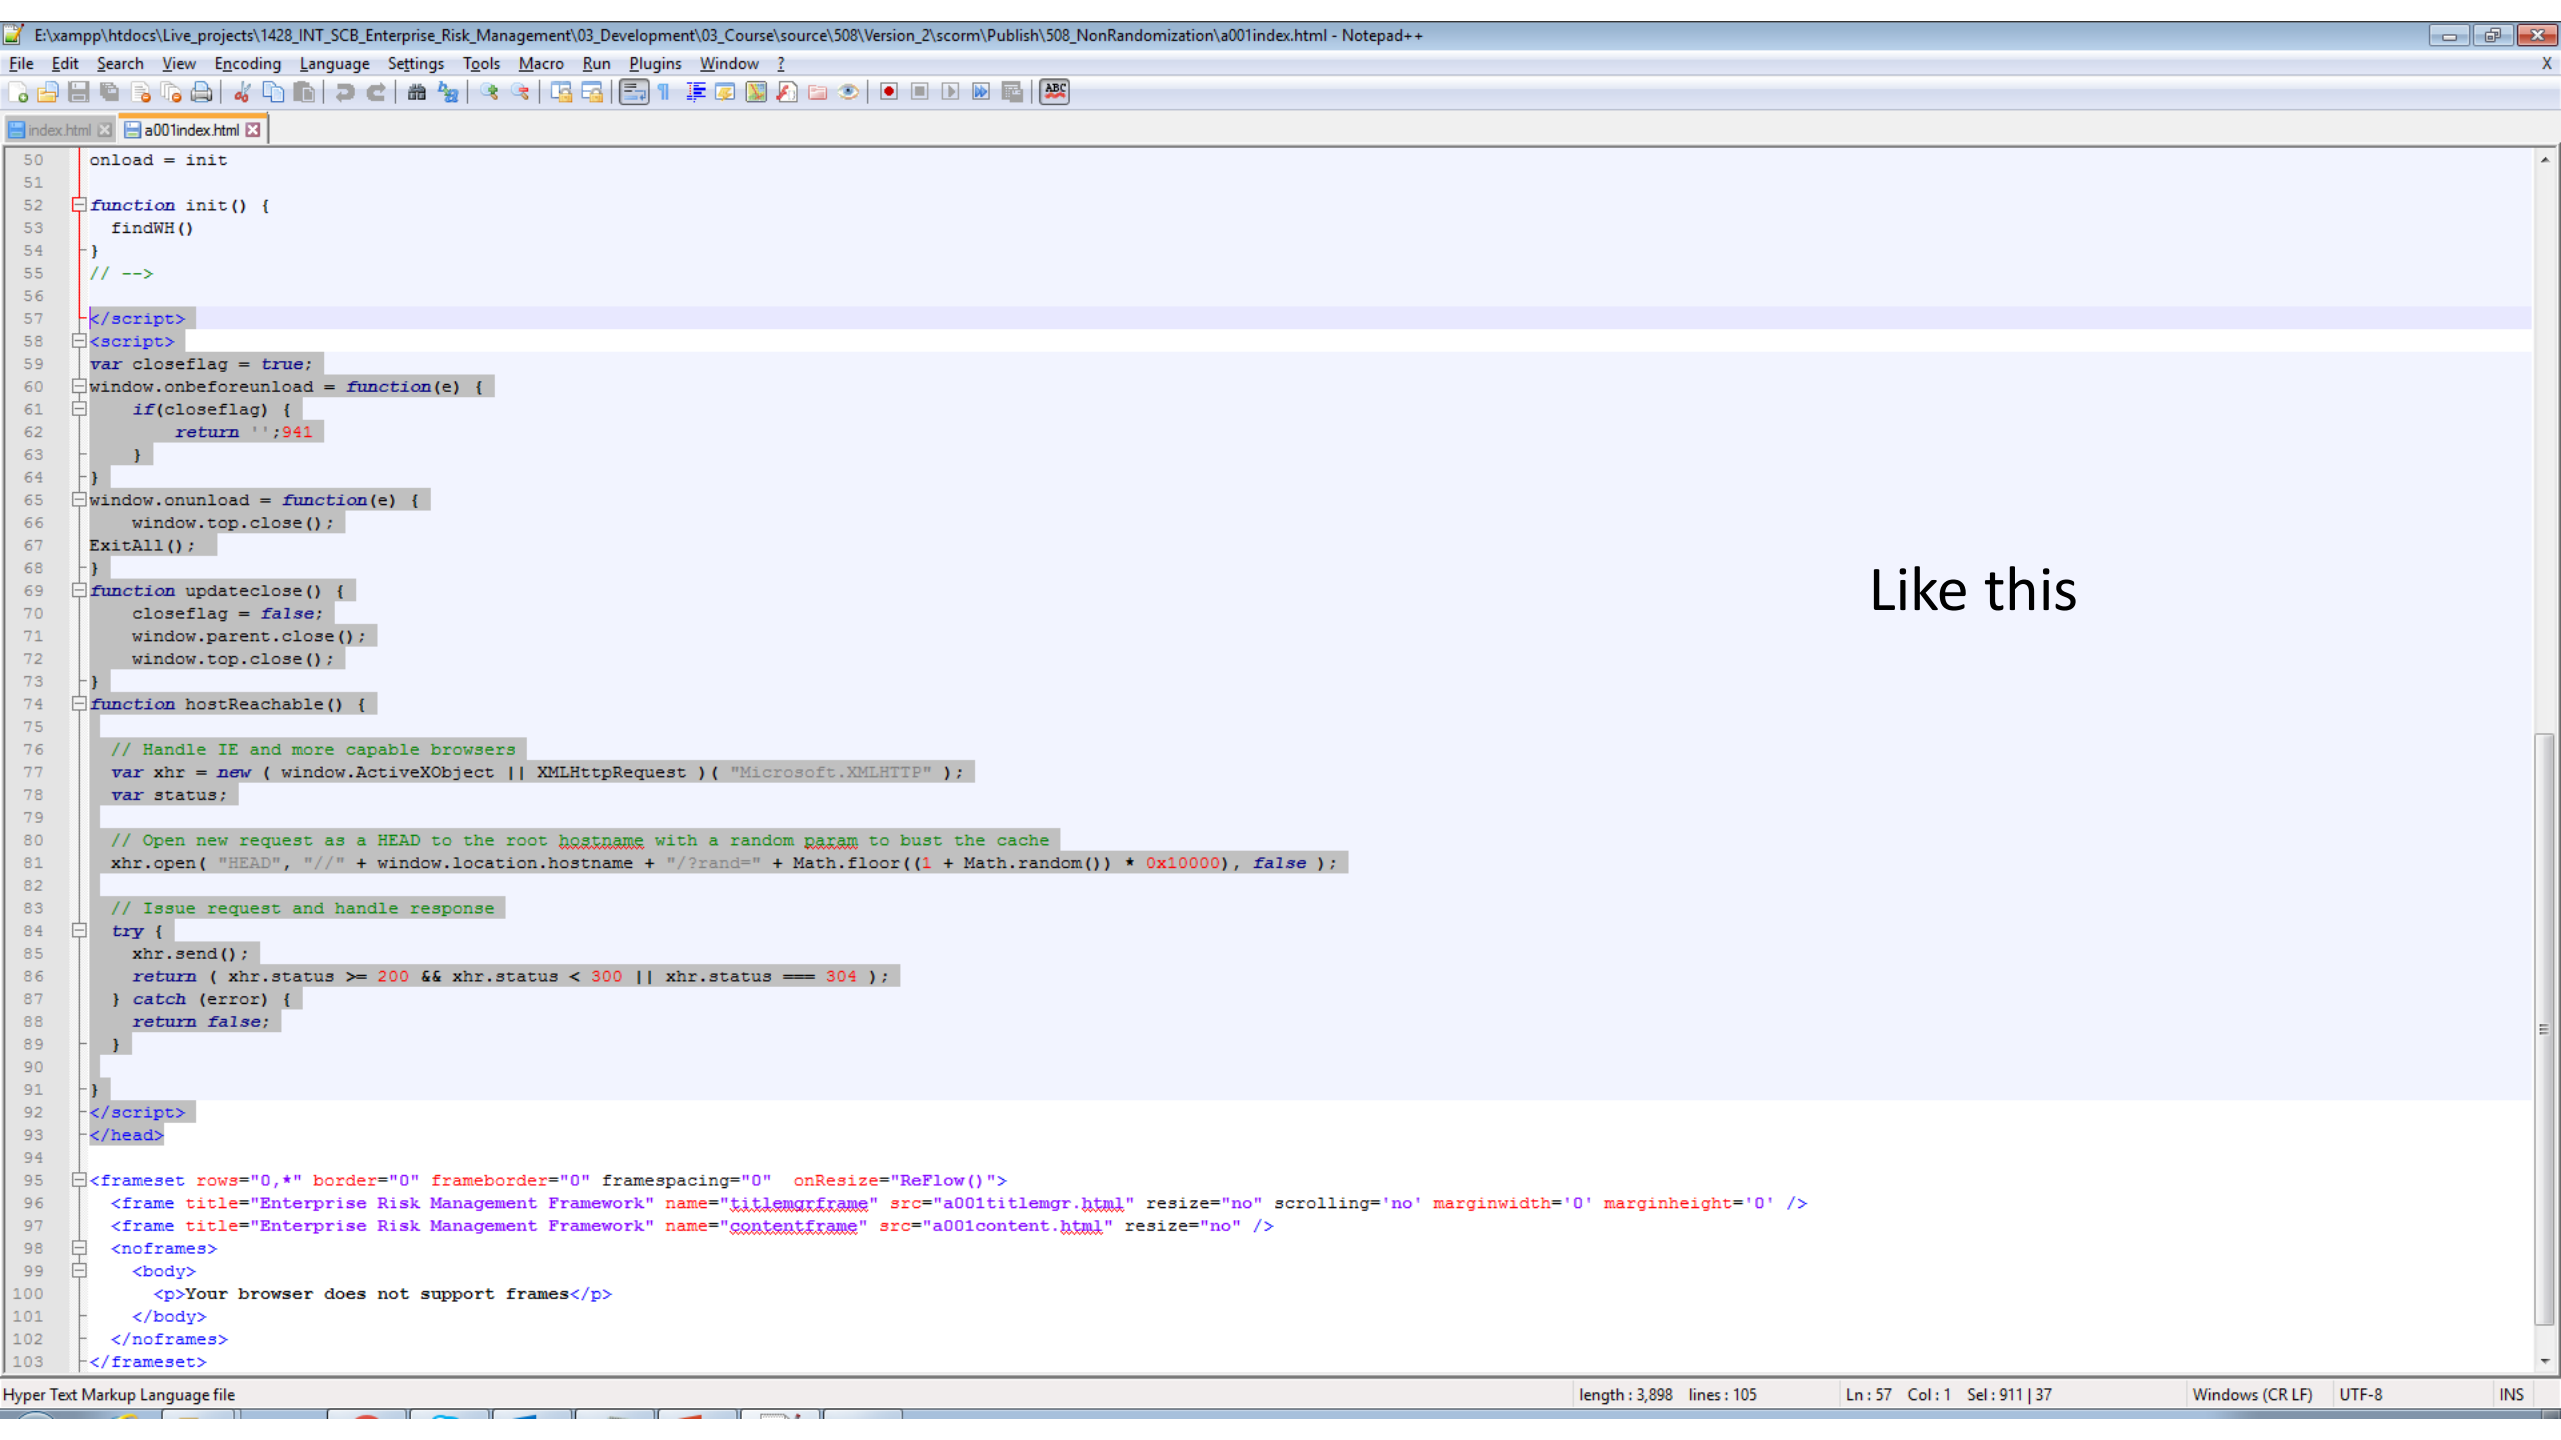 E:\xampp\htdocs\Live_projects\1428_INT_SCB_Enterprise_Risk_Management\03_Development\03_Course\source\508\Version_2\scorm\Publish\508_NonRandomization\a001index.html - Notepad++
File Edit Search View Encoding Language Settings Tools Macro Run Plugins Window ? X
ABC
index.html a001index.html
50 onload = init
51
52 function init() {
53   findWH()
54 }
55 // -->
56
57 </script>
58 <script>
59 var closeflag = true;
60 window.onbeforeunload = function(e) {
61     if(closeflag) {
62         return '';941
63     }
64 }
65 window.onunload = function(e) {
66     window.top.close();
67 ExitAll();
68 }
69 function updateclose() {
70     closeflag = false;
71     window.parent.close();
72     window.top.close();
73 }
74 function hostReachable() {
75
76   // Handle IE and more capable browsers
77   var xhr = new ( window.ActiveXObject || XMLHttpRequest )( "Microsoft.XMLHTTP" );
78   var status;
79
80   // Open new request as a HEAD to the root hostname with a random param to bust the cache
81   xhr.open( "HEAD", "//" + window.location.hostname + "/?rand=" + Math.floor((1 + Math.random()) * 0x10000), false );
82
83   // Issue request and handle response
84   try {
85     xhr.send();
86     return ( xhr.status >= 200 && xhr.status < 300 || xhr.status === 304 );
87   } catch (error) {
88     return false;
89   }
90
91 }
92 </script>
93 </head>
94
95 <frameset rows="0,*" border="0" frameborder="0" framespacing="0"  onResize="ReFlow()">
96   <frame title="Enterprise Risk Management Framework" name="titlemgrframe" src="a001titlemgr.html" resize="no" scrolling='no' marginwidth='0' marginheight='0' />
97   <frame title="Enterprise Risk Management Framework" name="contentframe" src="a001content.html" resize="no" />
98   <noframes>
99     <body>
100       <p>Your browser does not support frames</p>
101     </body>
102   </noframes>
103 </frameset>
Like this
Hyper Text Markup Language file length : 3,898 lines : 105 Ln : 57 Col : 1 Sel : 911 | 37 Windows (CR LF) UTF-8 INS